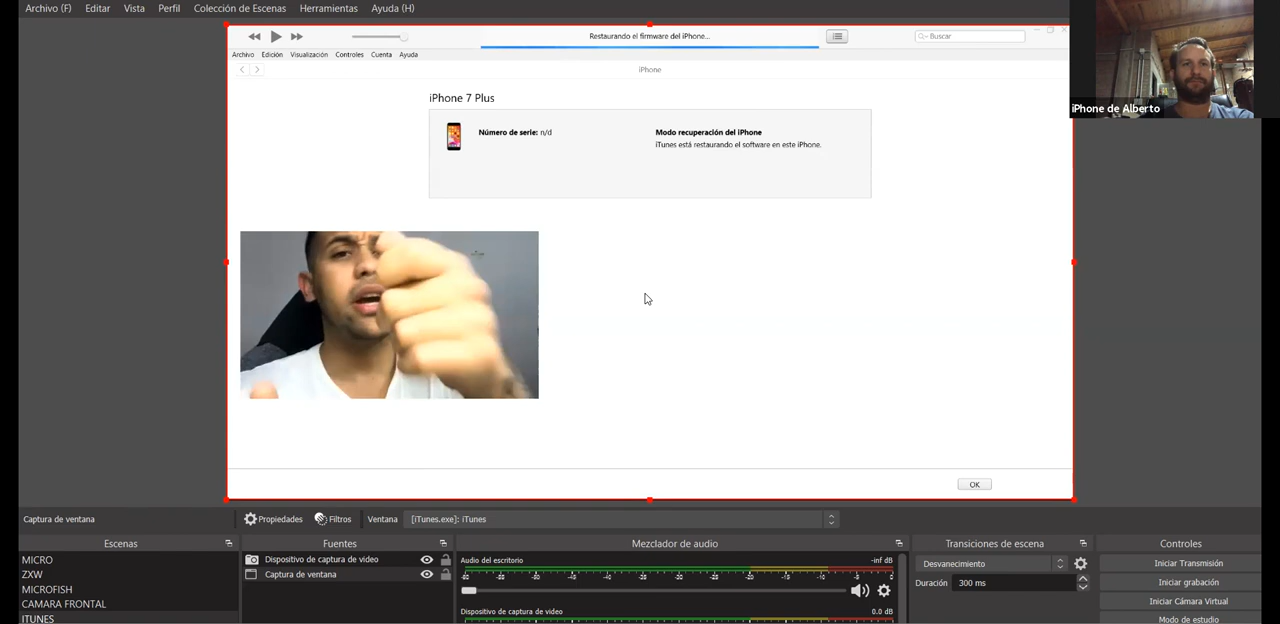 Archivo (F) Editar Vista Perfil Colección de Escenas Herramientas Ayuda (H)
Restaurando el firmware del iPhone...
Buscar
Archivo Edición Visualización Controles Cuenta Ayuda
iPhone
iPhone 7 Plus
iPhone de Alberto
Número de serie: n/d
Modo recuperación del iPhone
iTunes está restaurando el software en este iPhone.
OK
Captura de ventana
Propiedades Filtros Ventana [iTunes.exe]: iTunes
Escenas Fuentes Mezclador de audio Transiciones de escena Controles
MICRO
ZXW
MICROFISH
CAMARA FRONTAL
ITUNES
Dispositivo de captura de video
Captura de ventana
Audio del escritorio -inf dB
Dispositivo de captura de video 0.0 dB
Desvanecimiento
Duración 300 ms
Iniciar Transmisión
Iniciar grabación
Iniciar Cámara Virtual
Modo de estudio